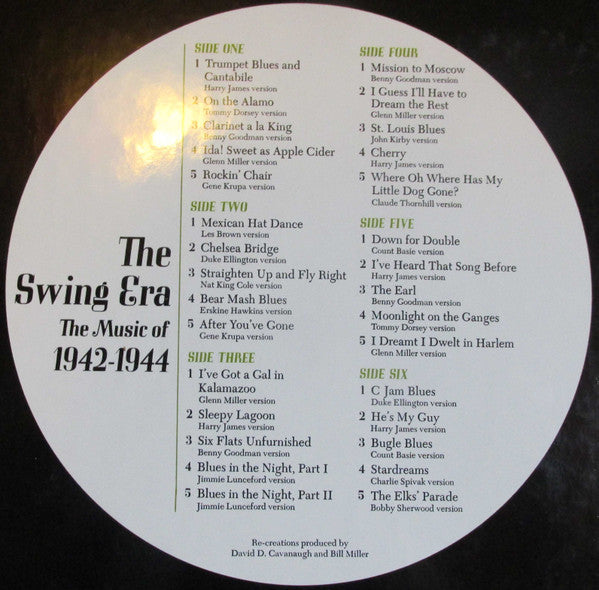 The
Swing Era
The Music of
1942-1944
SIDE ONE
1 Trumpet Blues and
Cantabile
Harry James version
2 On the Alamo
Tommy Dorsey version
3 Clarinet a la King
Benny Goodman version
4 Ida! Sweet as Apple Cider
Glenn Miller version
5 Rockin' Chair
Gene Krupa version
SIDE TWO
1 Mexican Hat Dance
Les Brown version
2 Chelsea Bridge
Duke Ellington version
3 Straighten Up and Fly Right
Nat King Cole version
4 Bear Mash Blues
Erskine Hawkins version
5 After You've Gone
Gene Krupa version
SIDE THREE
1 I've Got a Gal in
Kalamazoo
Glenn Miller version
2 Sleepy Lagoon
Harry James version
3 Six Flats Unfurnished
Benny Goodman version
4 Blues in the Night, Part I
Jimmie Lunceford version
5 Blues in the Night, Part II
Jimmie Lunceford version
SIDE FOUR
1 Mission to Moscow
Benny Goodman version
2 I Guess I'll Have to
Dream the Rest
Glenn Miller version
3 St. Louis Blues
John Kirby version
4 Cherry
Harry James version
5 Where Oh Where Has My
Little Dog Gone?
Claude Thornhill version
SIDE FIVE
1 Down for Double
Count Basie version
2 I've Heard That Song Before
Harry James version
3 The Earl
Benny Goodman version
4 Moonlight on the Ganges
Tommy Dorsey version
5 I Dreamt I Dwelt in Harlem
Glenn Miller version
SIDE SIX
1 C Jam Blues
Duke Ellington version
2 He's My Guy
Harry James version
3 Bugle Blues
Count Basie version
4 Stardreams
Charlie Spivak version
5 The Elks' Parade
Bobby Sherwood version
Re-creations produced by
David D. Cavanaugh and Bill Miller